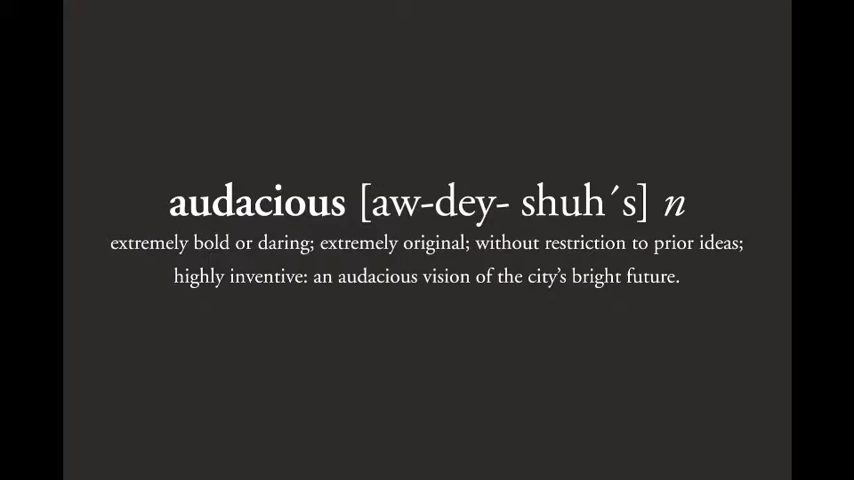 audacious [aw-dey- shuh´s] n
extremely bold or daring; extremely original; without restriction to prior ideas;
highly inventive: an audacious vision of the city’s bright future.